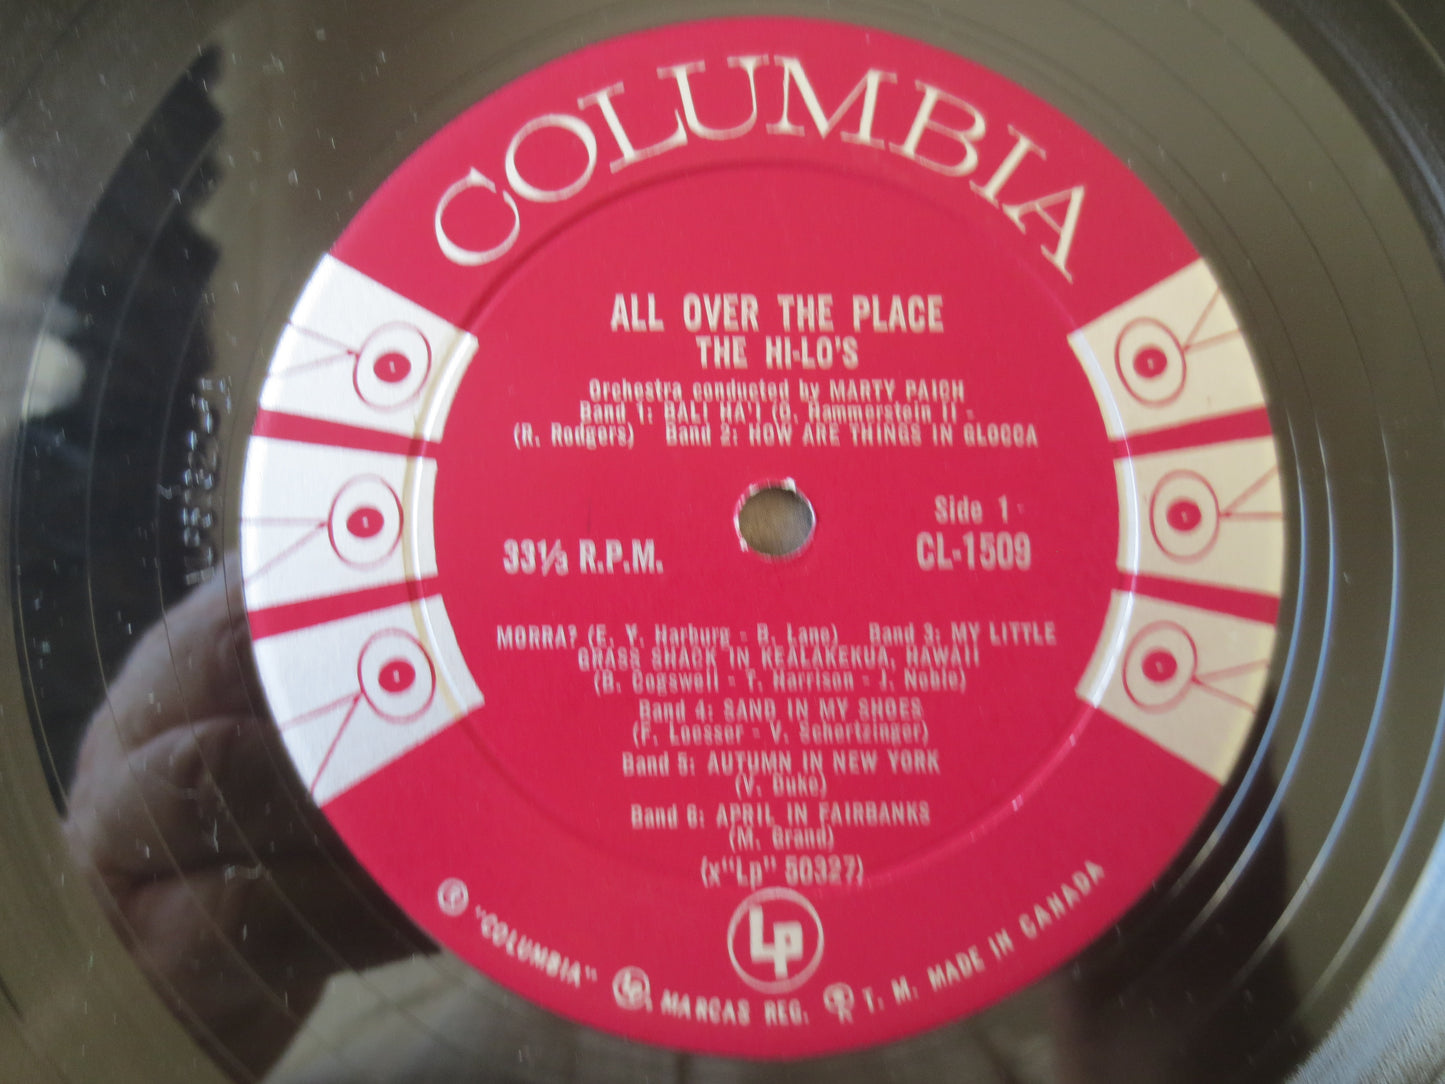 COLUMBIA
ALL OVER THE PLACE
THE HI-LO'S
Orchestra conducted by MARTY PAICH
Band 1: BALI HA'I (O. Hammerstein II -
(R. Rodgers) Band 2: HOW ARE THINGS IN GLOCCA
Side 1
33⅓ R.P.M.
CL-1509
MORRA? (E. Y. Harburg - B. Lane) Band 3: MY LITTLE
GRASS SHACK IN KEALAKEKUA, HAWAII
(B. Cogswell - T. Harrison - J. Noble)
Band 4: SAND IN MY SHOES
(F. Loesser - V. Schertzinger)
Band 5: AUTUMN IN NEW YORK
(V. Duke)
Band 6: APRIL IN FAIRBANKS
(M. Grand)
(x"Lp" 50327)
Lp
"COLUMBIA" Lp, MARCAS REG. T. M. MADE IN CANADA